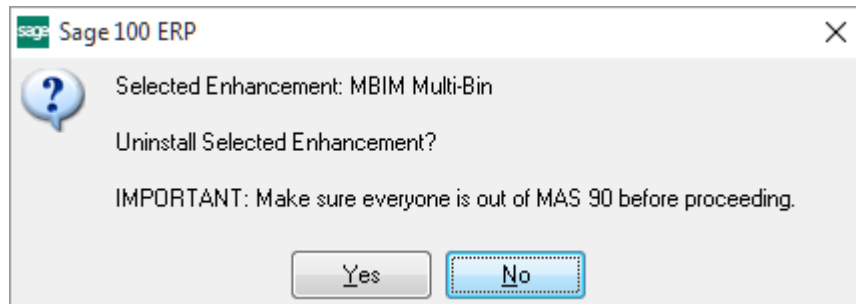 sage Sage 100 ERP
Selected Enhancement: MBIM Multi-Bin
Uninstall Selected Enhancement?
IMPORTANT: Make sure everyone is out of MAS 90 before proceeding.
Yes No